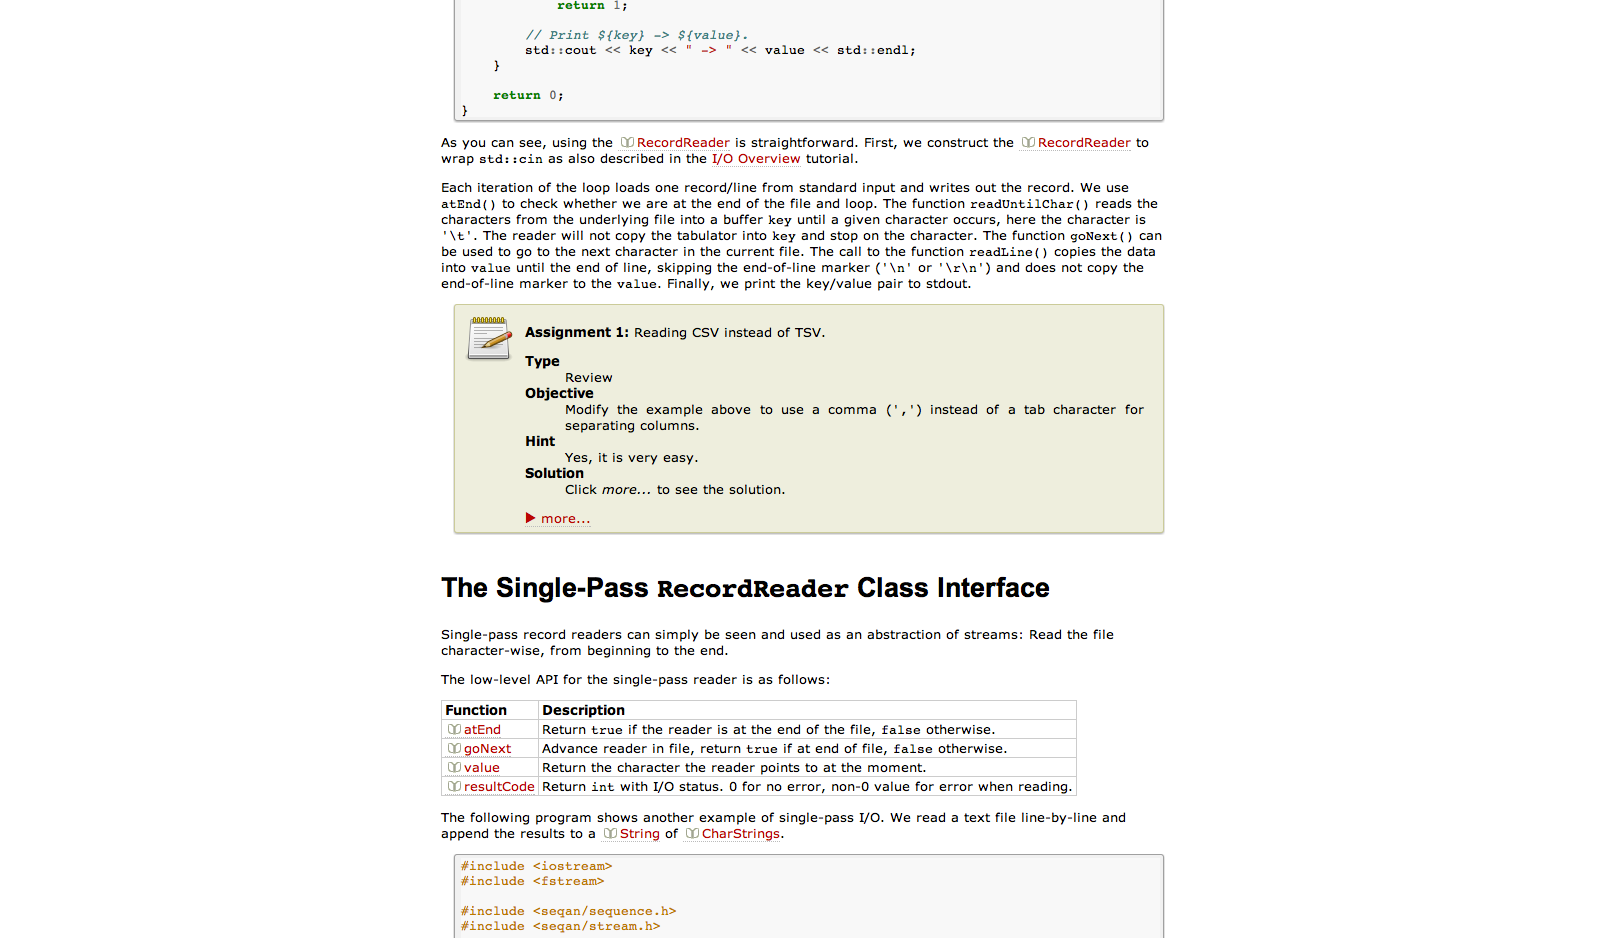 return 1;
// Print ${key} -> ${value}.
std::cout << key << " -> " << value << std::endl;
}
return 0;
}
As you can see, using the RecordReader is straightforward. First, we construct the RecordReader to
wrap std::cin as also described in the I/O Overview tutorial.
Each iteration of the loop loads one record/line from standard input and writes out the record. We use
atEnd() to check whether we are at the end of the file and loop. The function readUntilChar() reads the
characters from the underlying file into a buffer key until a given character occurs, here the character is
'\t'. The reader will not copy the tabulator into key and stop on the character. The function goNext() can
be used to go to the next character in the current file. The call to the function readLine() copies the data
into value until the end of line, skipping the end-of-line marker ('\n' or '\r\n') and does not copy the
end-of-line marker to the value. Finally, we print the key/value pair to stdout.
Assignment 1: Reading CSV instead of TSV.
Type
Review
Objective
Modify the example above to use a comma (',') instead of a tab character for
separating columns.
Hint
Yes, it is very easy.
Solution
Click more... to see the solution.
more...
The Single-Pass RecordReader Class Interface
Single-pass record readers can simply be seen and used as an abstraction of streams: Read the file
character-wise, from beginning to the end.
The low-level API for the single-pass reader is as follows:
Function Description
atEnd Return true if the reader is at the end of the file, false otherwise.
goNext Advance reader in file, return true if at end of file, false otherwise.
value Return the character the reader points to at the moment.
resultCode Return int with I/O status. 0 for no error, non-0 value for error when reading.
The following program shows another example of single-pass I/O. We read a text file line-by-line and
append the results to a String of CharStrings.
#include <iostream>
#include <fstream>
#include <seqan/sequence.h>
#include <seqan/stream.h>